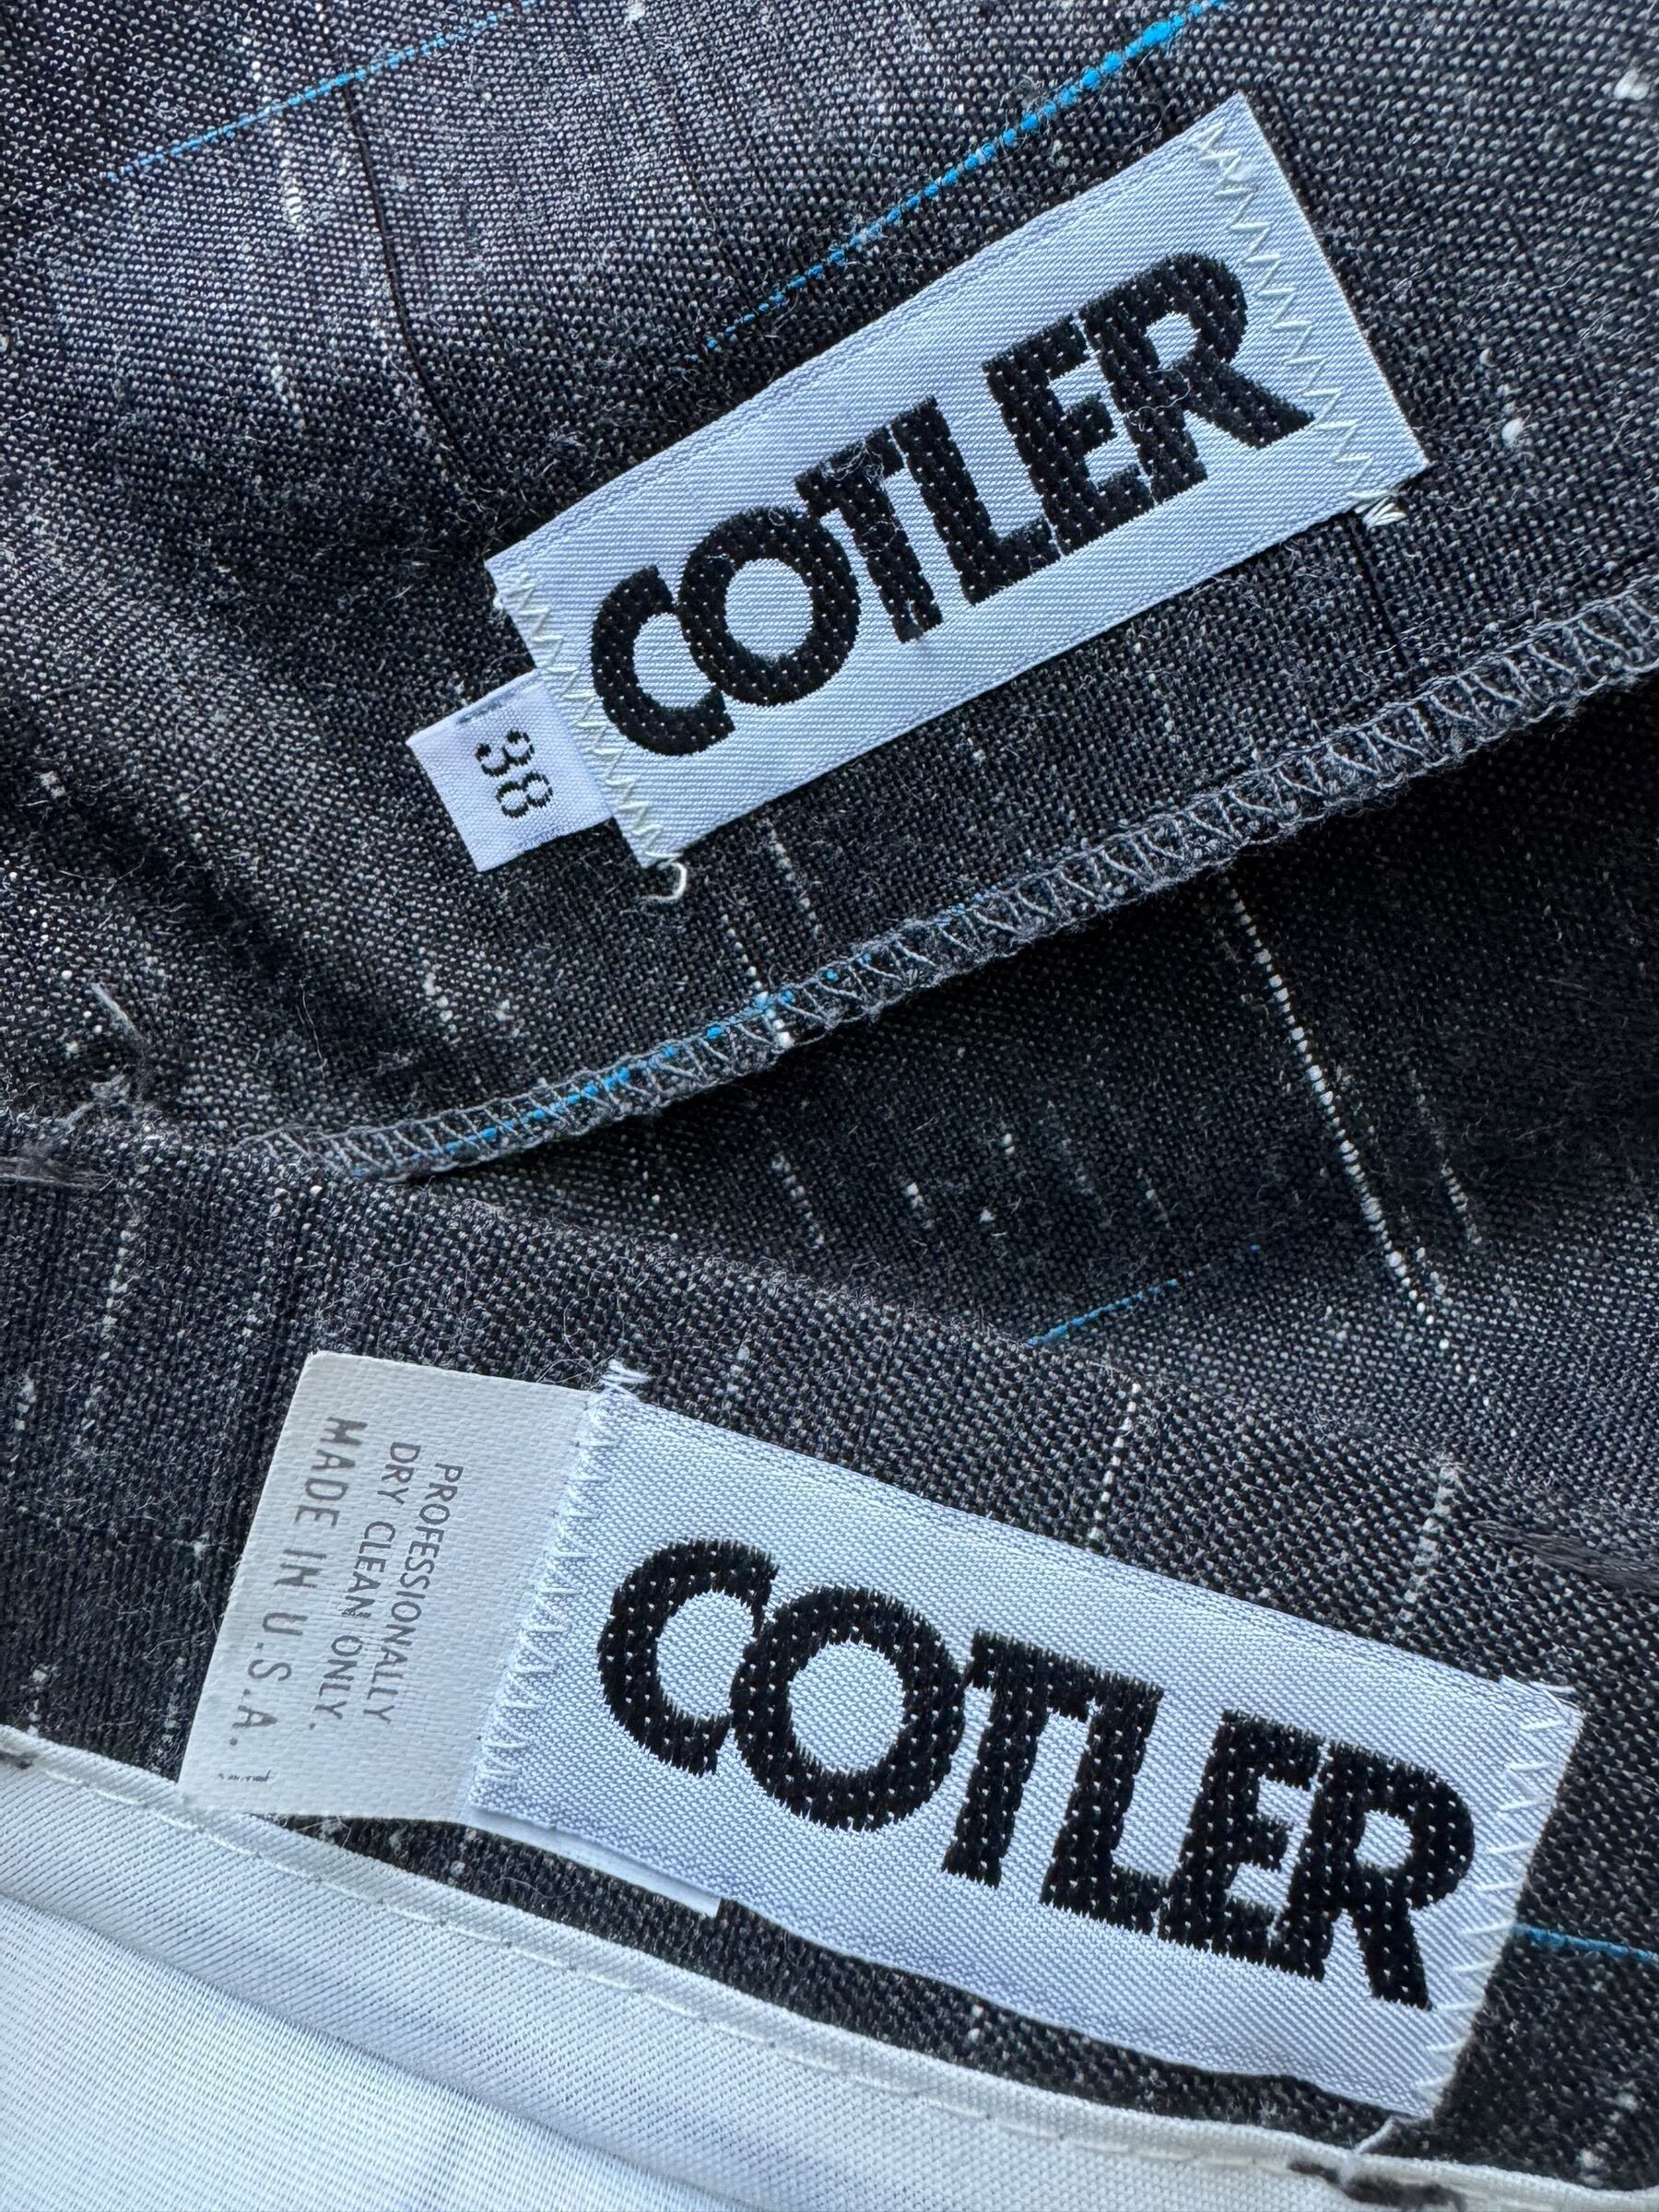 COTLER
38
PROFESSIONALLY
DRY CLEAN ONLY.
MADE IN U.S.A.
COTLER